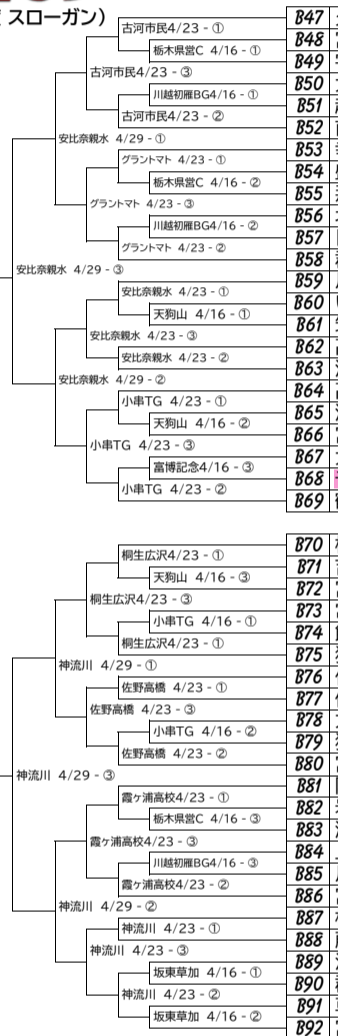 スローガン）
古河市民4/23 - ①
B47
B48
栃木県営C 4/16 - ①
B49
古河市民4/23 - ③
川越初雁BG4/16 - ①
B50
B51
古河市民4/23 - ②
B52
安比奈親水 4/29 - ①
グラントマト 4/23 - ①
B53
B54
栃木県営C 4/16 - ②
B55
グラントマト 4/23 - ③
川越初雁BG4/16 - ②
B56
B57
グラントマト 4/23 - ②
B58
安比奈親水 4/29 - ③
安比奈親水 4/23 - ①
B59
B60
天狗山 4/16 - ①
B61
安比奈親水 4/23 - ③
B62
安比奈親水 4/23 - ②
B63
安比奈親水 4/29 - ②
小串TG 4/23 - ①
B64
B65
天狗山 4/16 - ②
B66
小串TG 4/23 - ③
B67
富博記念4/16 - ③
B68
小串TG 4/23 - ②
B69
B70
桐生広沢4/23 - ①
B71
天狗山 4/16 - ③
B72
桐生広沢4/23 - ③
B73
小串TG 4/16 - ①
B74
桐生広沢4/23 - ①
B75
神流川 4/29 - ①
B76
佐野高橋 4/23 - ①
B77
佐野高橋 4/23 - ③
B78
小串TG 4/16 - ②
B79
佐野高橋 4/23 - ②
B80
神流川 4/29 - ③
B81
霞ヶ浦高校4/23 - ①
B82
栃木県営C 4/16 - ③
B83
霞ヶ浦高校4/23 - ③
B84
川越初雁BG4/16 - ③
B85
霞ヶ浦高校4/23 - ②
B86
神流川 4/29 - ②
B87
神流川 4/23 - ①
B88
神流川 4/23 - ③
B89
坂東草加 4/16 - ①
B90
神流川 4/23 - ②
B91
坂東草加 4/16 - ②
B92